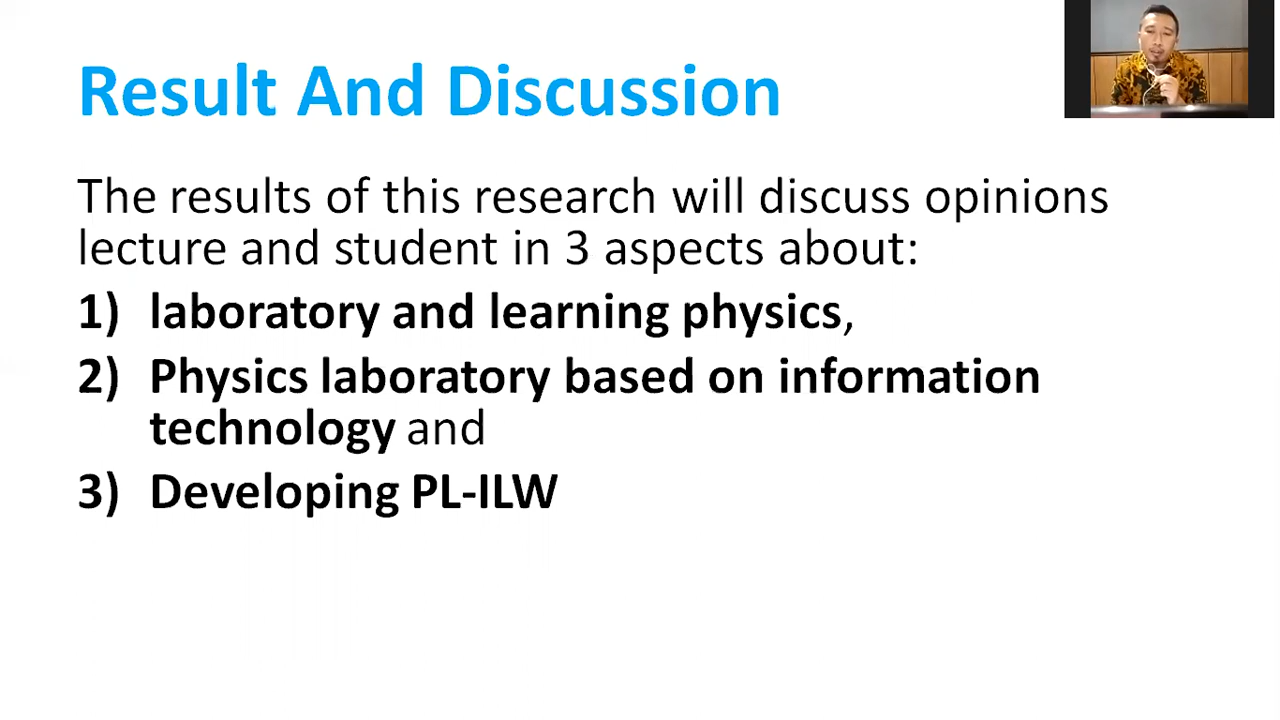 Result And Discussion
The results of this research will discuss opinions
lecture and student in 3 aspects about:
1) laboratory and learning physics,
2) Physics laboratory based on information
technology and
3) Developing PL-ILW